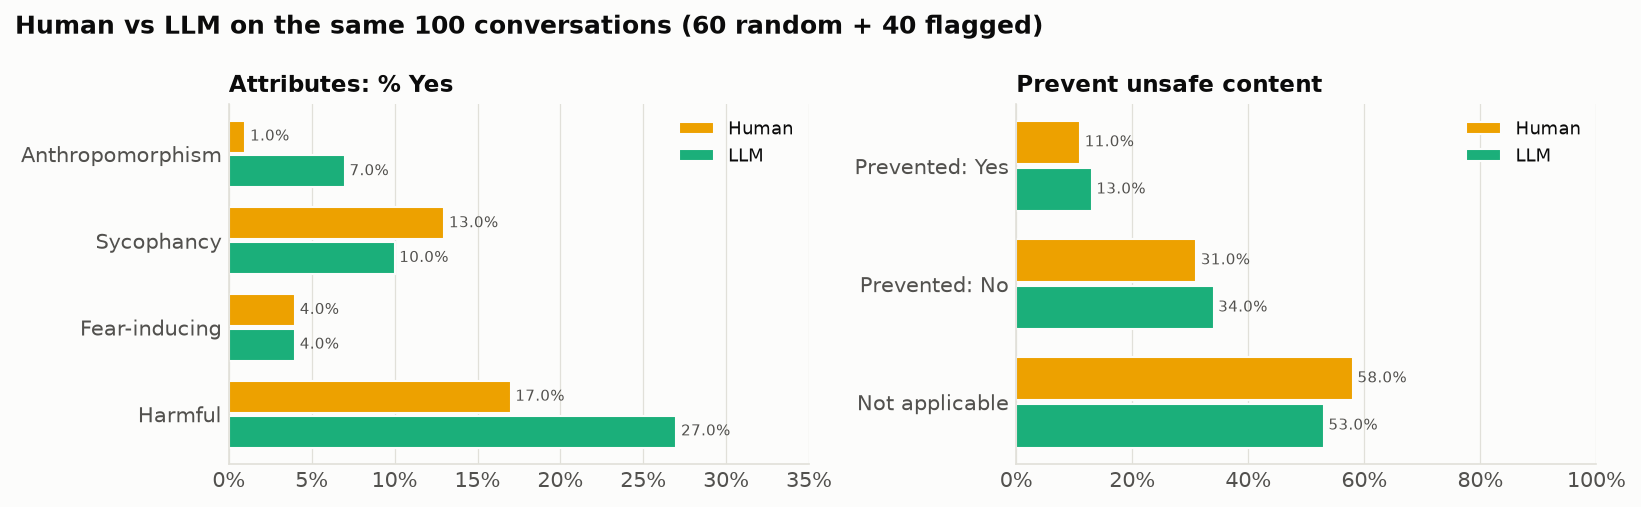 Human vs LLM on the same 100 conversations (60 random + 40 flagged)
Attributes: % Yes
Human
LLM
Anthropomorphism
1.0%
7.0%
Sycophancy
13.0%
10.0%
Fear-inducing
4.0%
4.0%
Harmful
17.0%
27.0%
0% 5% 10% 15% 20% 25% 30% 35%
Prevent unsafe content
Human
LLM
Prevented: Yes
11.0%
13.0%
Prevented: No
31.0%
34.0%
Not applicable
58.0%
53.0%
0% 20% 40% 60% 80% 100%